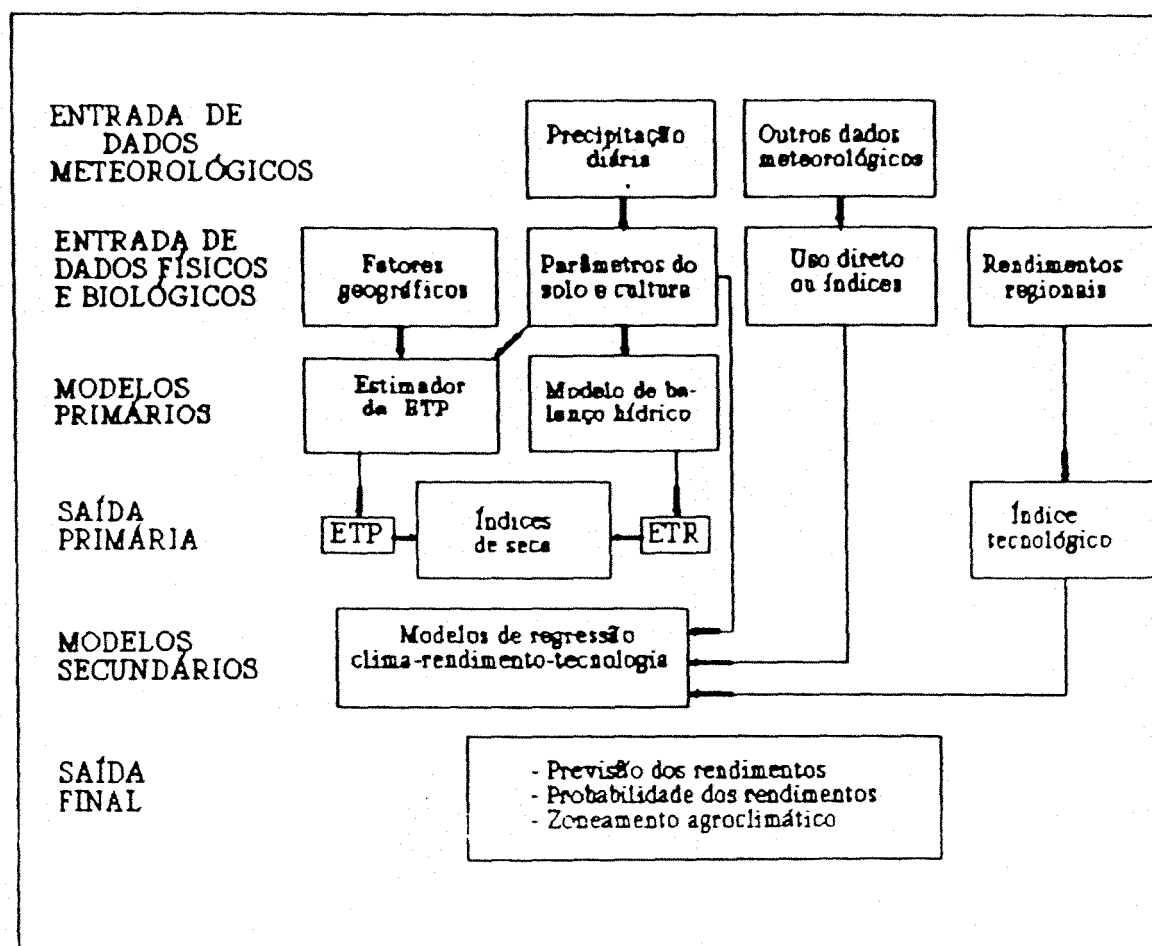 ENTRADA DE
DADOS
METEOROLÓGICOS
Precipitação
diária
Outros dados
meteorológicos
ENTRADA DE
DADOS FÍSICOS
E BIOLÓGICOS
Fatores
geográficos
Parâmetros do
solo e cultura
Uso direto
ou índices
Rendimentos
regionais
MODELOS
PRIMÁRIOS
Estimador
da ETP
Modelo de ba-
lanço hídrico
SAÍDA
PRIMÁRIA
ETP
Índices
de seca
ETR
Índice
tecnológico
MODELOS
SECUNDÁRIOS
Modelos de regressão
clima-rendimento-tecnologia
SAÍDA
FINAL
- Previsão dos rendimentos
- Probabilidade dos rendimentos
- Zoneamento agroclimático